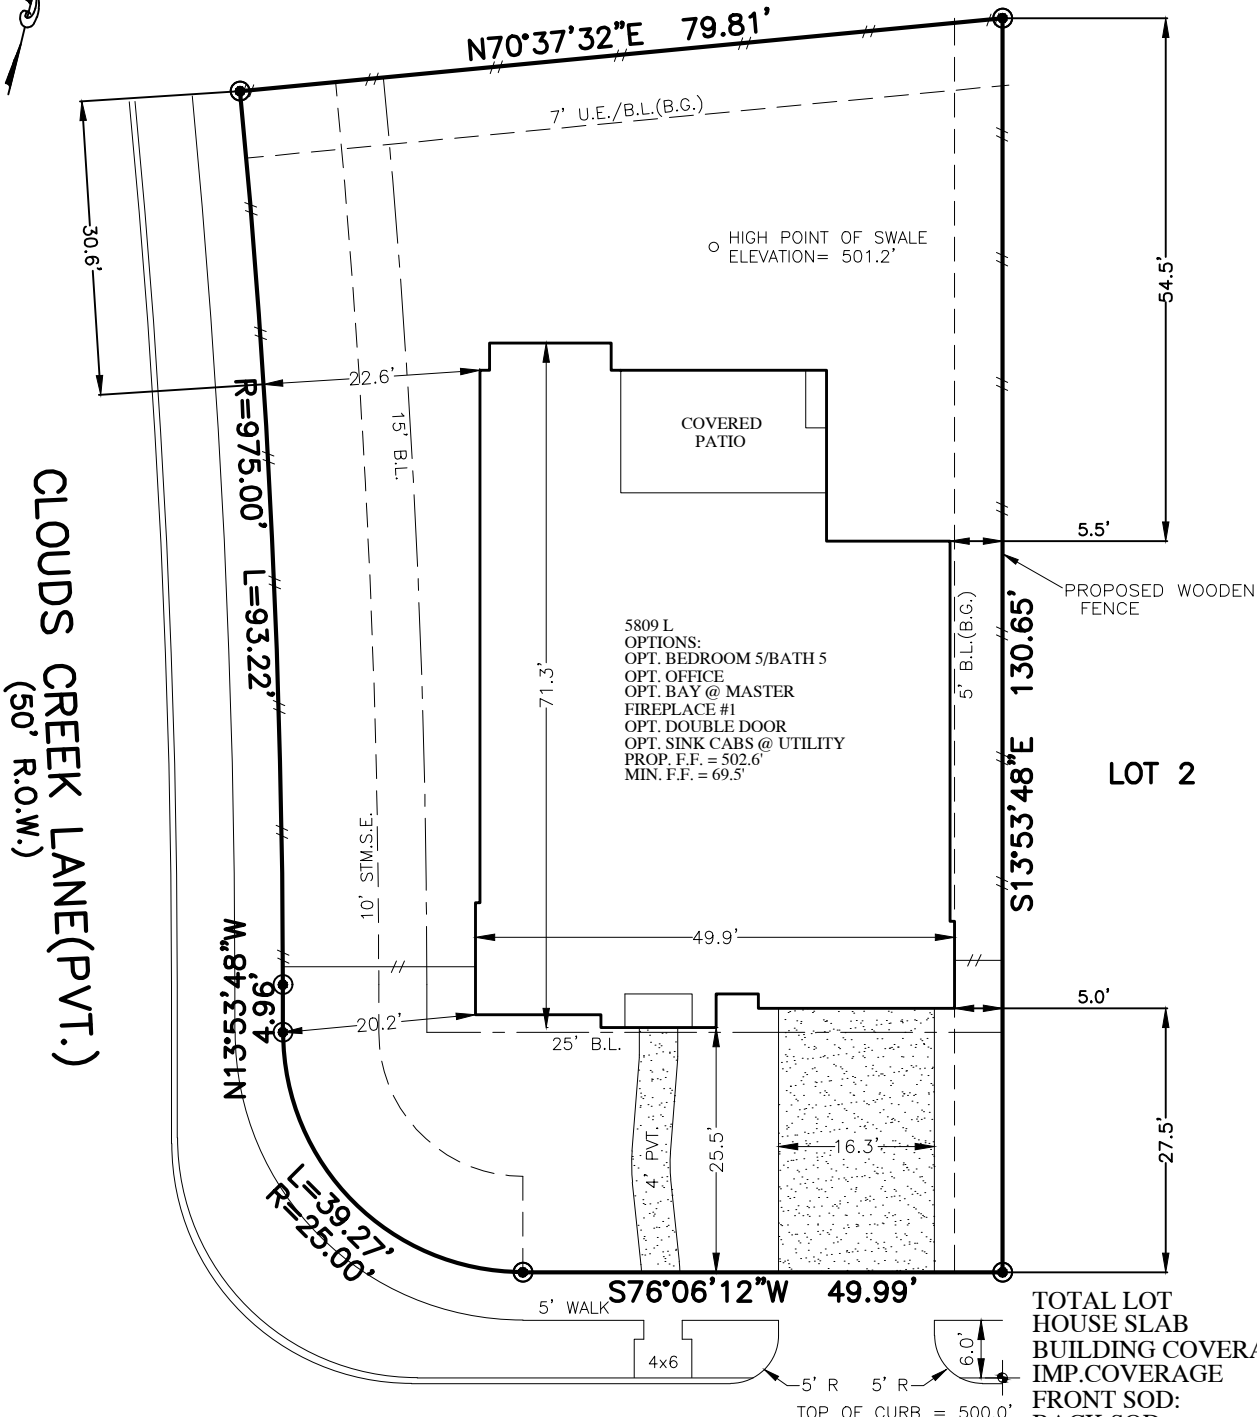 N70°37'32"E 79.81'
7' U.E./B.L.(B.G.)
HIGH POINT OF SWALE
ELEVATION= 501.2'
30.6'
54.5'
22.6'
R=975.00' L=93.22'
15' B.L.
COVERED
PATIO
5.5'
PROPOSED WOODEN
FENCE
CLOUDS CREEK LANE(PVT.)
(50' R.O.W.)
71.3'
5809 L
OPTIONS:
OPT. BEDROOM 5/BATH 5
OPT. OFFICE
OPT. BAY @ MASTER
FIREPLACE #1
OPT. DOUBLE DOOR
OPT. SINK CABS @ UTILITY
PROP. F.F. = 502.6'
MIN. F.F. = 69.5'
5' B.L.(B.G.)
S13°53'48"E 130.65'
LOT 2
10' STM.S.E.
49.9'
N13°53'48"W
4.96'
20.2'
5.0'
25' B.L.
4' PVT.
25.5'
16.3'
27.5'
L=39.27'
R=25.00'
S76°06'12"W 49.99'
5' WALK
4x6
6.0'
5' R 5' R
TOP OF CURB = 500.0'
TOTAL LOT
HOUSE SLAB
BUILDING COVERA
IMP.COVERAGE
FRONT SOD: